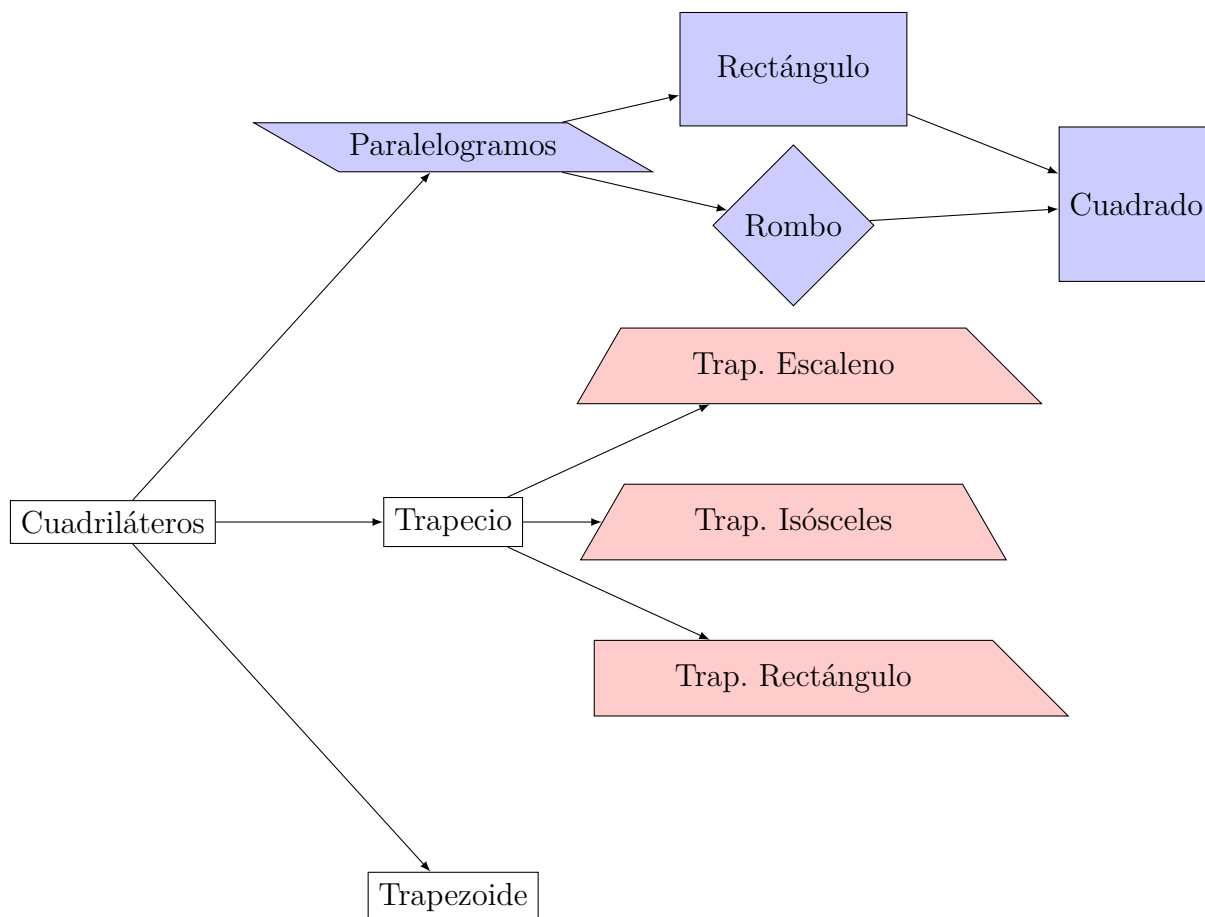 Rectángulo
Paralelogramos
Cuadrado
Rombo
Trap. Escaleno
Cuadriláteros
Trapecio
Trap. Isósceles
Trap. Rectángulo
Trapezoide